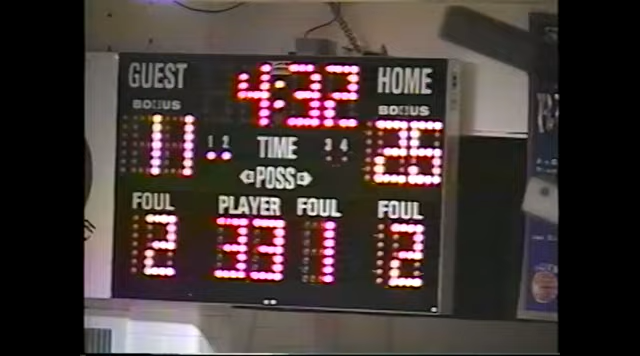 GUEST 4:32 HOME
BONUS BONUS
11 1 2 TIME 3 4 25
POSS
FOUL PLAYER FOUL FOUL
2 33 1 2